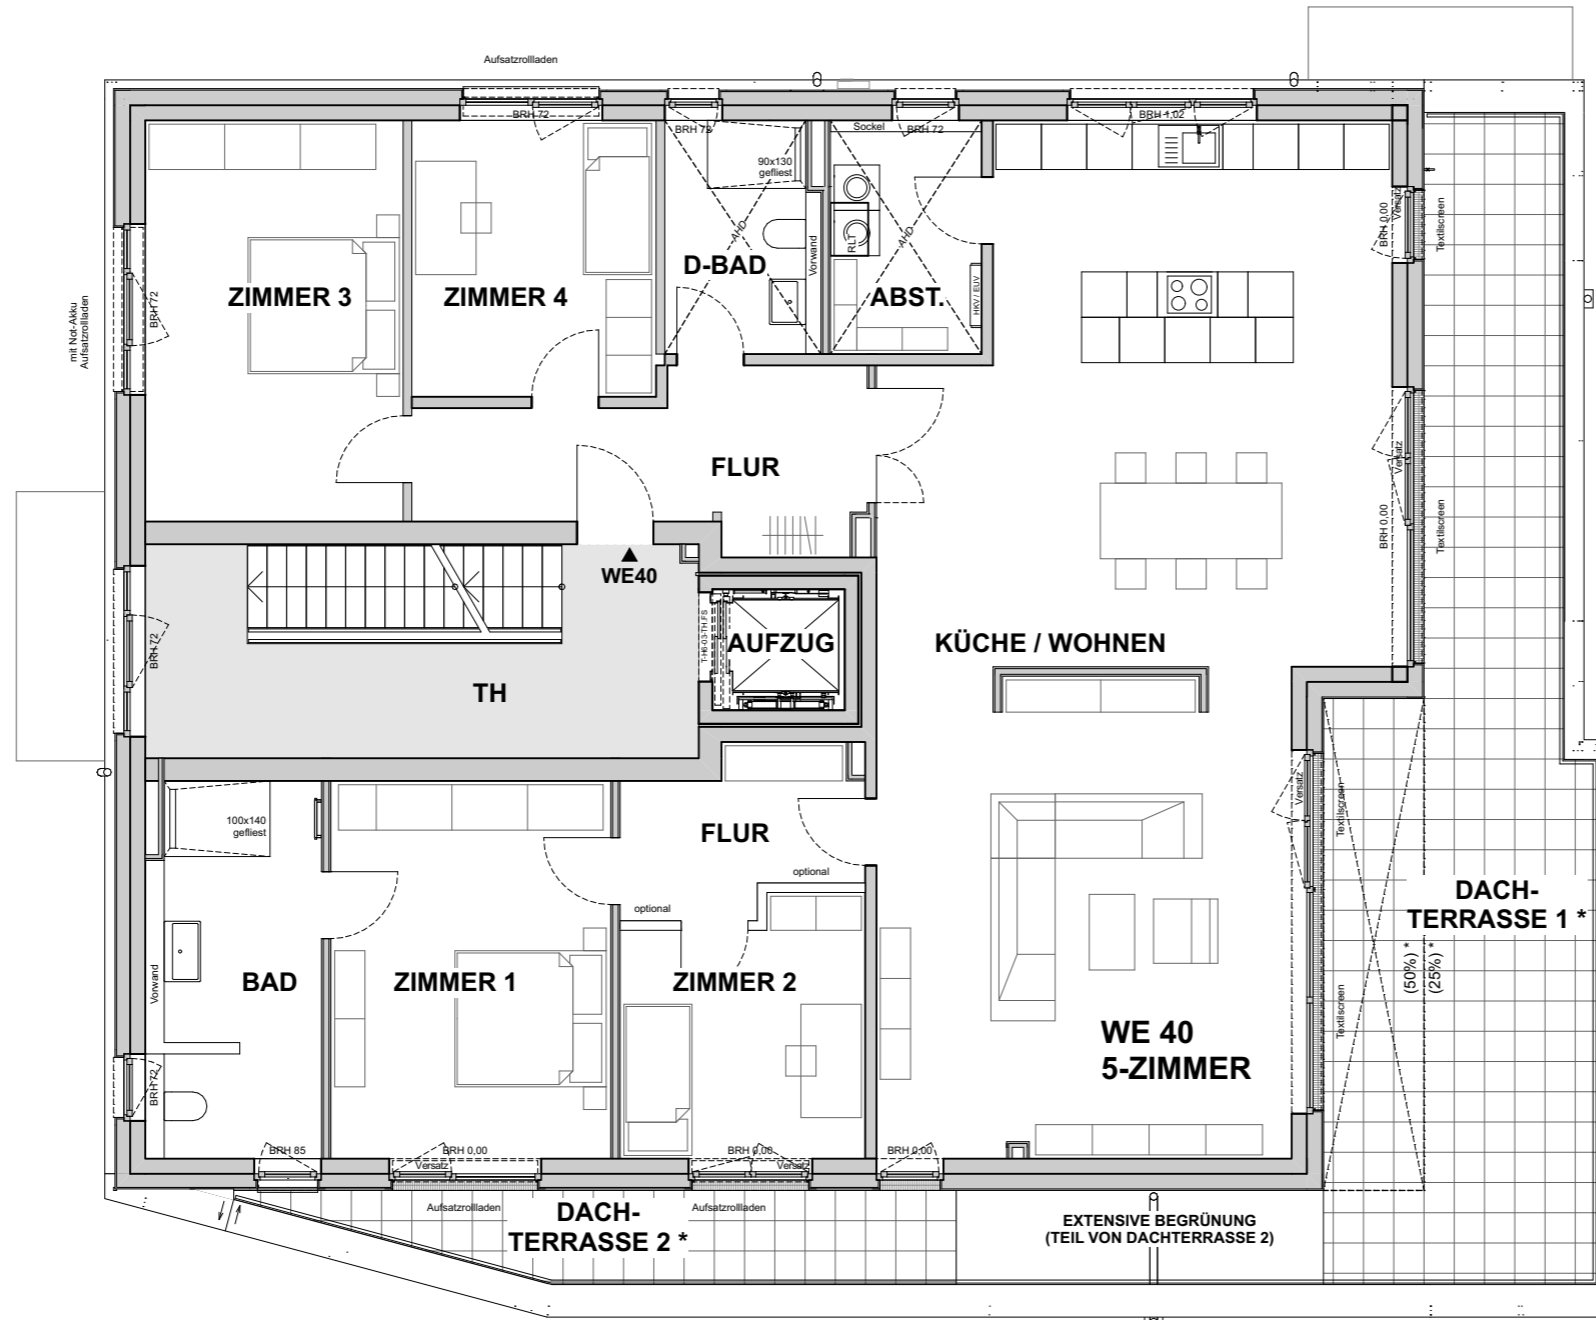 Aufsatzrollladen
BRH 72
BRH 72
Sockel
BRH 72
BRH 1,02
90x130
gefliest
AHD
Vorwand
RLT
AHD
HKV / EUV
BRH 0,00
Versatz
Textilscreen
ZIMMER 3
ZIMMER 4
D-BAD
ABST.
mit Not-Akku
Aufsatzrollladen
BRH 72
FLUR
Versatz
BRH 0,00
Textilscreen
WE40
T-H6-03-TH.FS
AUFZUG
KÜCHE / WOHNEN
BRH 72
TH
100x140
gefliest
FLUR
optional
optional
Versatz
Textilscreen
DACH-
TERRASSE 1 *
(50%) *
(25%) *
Vorwand
BAD
ZIMMER 1
ZIMMER 2
Textilscreen
WE 40
5-ZIMMER
BRH 72
BRH 85
BRH 0,00
Versatz
BRH 0,00
Versatz
BRH 0,00
Aufsatzrollladen
DACH-
TERRASSE 2 *
Aufsatzrollladen
EXTENSIVE BEGRÜNUNG
(TEIL VON DACHTERRASSE 2)